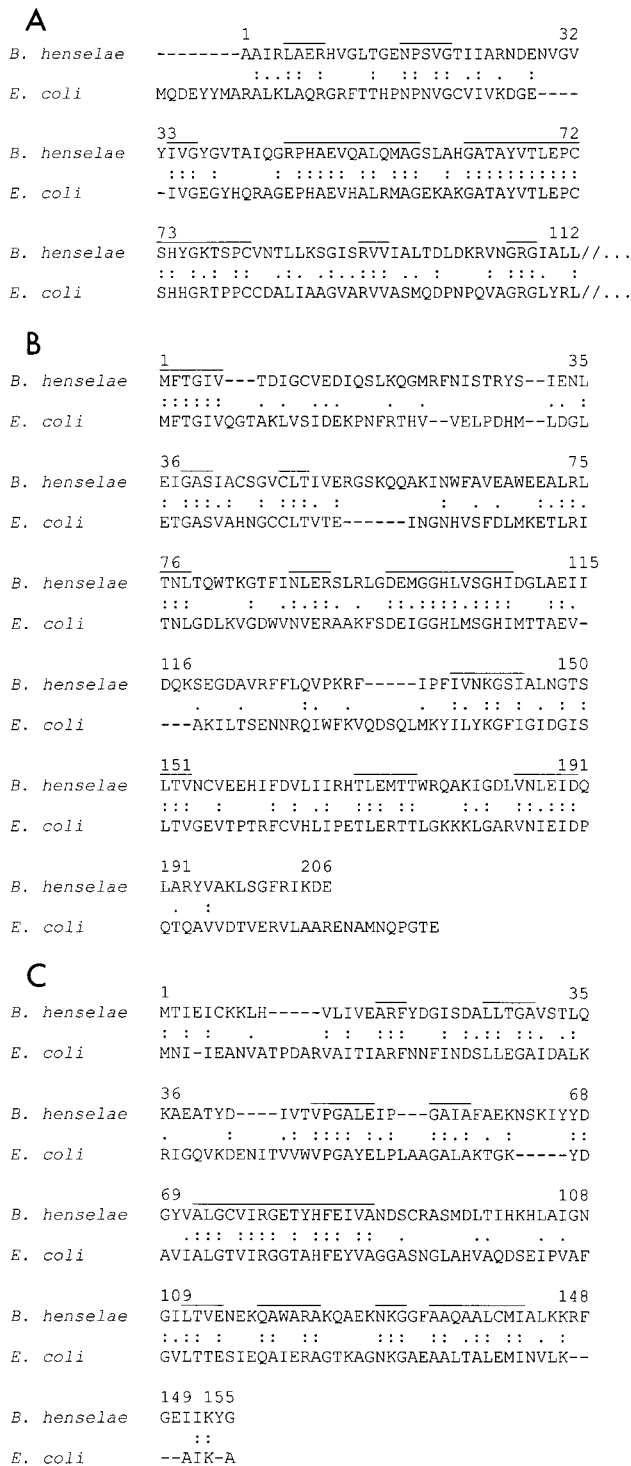 A
1 32
B. henselae --------AAIRLAERHVGLTGENPSVGTIIARNDENVGV
E. coli MQDEYYMARALKLAQRGRFTTHPNPNVGCVIVKDGE----
33 72
B. henselae YIVGYGVTAIQGRPHAEVQALQMAGSLAHGATAYVTLEPC
E. coli -IVGEGYHQRAGEPHAEVHALRMAGEKAKGATAYVTLEPC
73 112
B. henselae SHYGKTSPCVNTLLKSGISRVVIALTDLDKRVNGRGIALL//...
E. coli SHHGRTPPCCDALIAAGVARVVASMQDPNPQVAGRGLYRL//...
B
1 35
B. henselae MFTGIV---TDIGCVEDIQSLKQGMRFNISTRYS--IENL
E. coli MFTGIVQGTAKLVSIDEKPNFRTHV--VELPDHM--LDGL
36 75
B. henselae EIGASIACSGVCLTIVERGSKQQAKINWFAVEAWEEALRL
E. coli ETGASVAHNGCCLTVTE------INGNHVSFDLMKETLRI
76 115
B. henselae TNLTQWTKGTFINLERSLRLGDEMGGHLVSGHIDGLAEII
E. coli TNLGDLKVGDWVNVERAAKFSDEIGGHLMSGHIMTTAEV-
116 150
B. henselae DQKSEGDAVRFFLQVPKRF-----IPFIVNKGSIALNGTS
E. coli ---AKILTSENNRQIWFKVQDSQLMKYILYKGFIGIDGIS
151 191
B. henselae LTVNCVEEHIFDVLIIRHTLEMTTWRQAKIGDLVNLEIDQ
E. coli LTVGEVTPTRFCVHLIPETLERTTLGKKKLGARVNIEIDP
191 206
B. henselae LARYVAKLSGFRIKDE
E. coli QTQAVVDTVERVLAARENAMNQPGTE
C
1 35
B. henselae MTIEICKKLH-----VLIVEARFYDGISDALLTGAVSTLQ
E. coli MNI-IEANVATPDARVAITIARFNNFINDSLLEGAIDALK
36 68
B. henselae KAEATYD----IVTVPGALEIP---GAIAFAEKNSKIYYD
E. coli RIGQVKDENITVVWVPGAYELPLAAGALAKTGK-----YD
69 108
B. henselae GYVALGCVIRGETYHFEIVANDSCRASMDLTIHKHLAIGN
E. coli AVIALGTVIRGGTAHFEYVAGGASNGLAHVAQDSEIPVAF
109 148
B. henselae GILTVENEKQAWARAKQAEKNKGGFAAQAALCMIALKKRF
E. coli GVLTTESIEQAIERAGTKAGNKGAEAALTALEMINVLK--
149 155
B. henselae GEIIKYG
E. coli --AIK-A